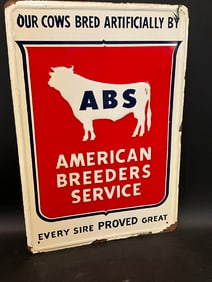 OUR COWS BRED ARTIFICIALLY BY
ABS
AMERICAN
BREEDERS
SERVICE
EVERY SIRE PROVED GREAT